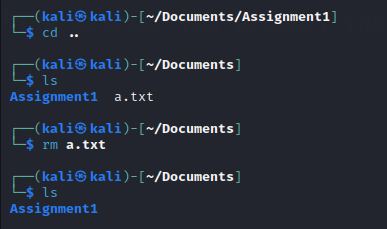 ┌──(kali㉿kali)-[~/Documents/Assignment1]
└─$ cd ..
┌──(kali㉿kali)-[~/Documents]
└─$ ls
Assignment1  a.txt
┌──(kali㉿kali)-[~/Documents]
└─$ rm a.txt
┌──(kali㉿kali)-[~/Documents]
└─$ ls
Assignment1